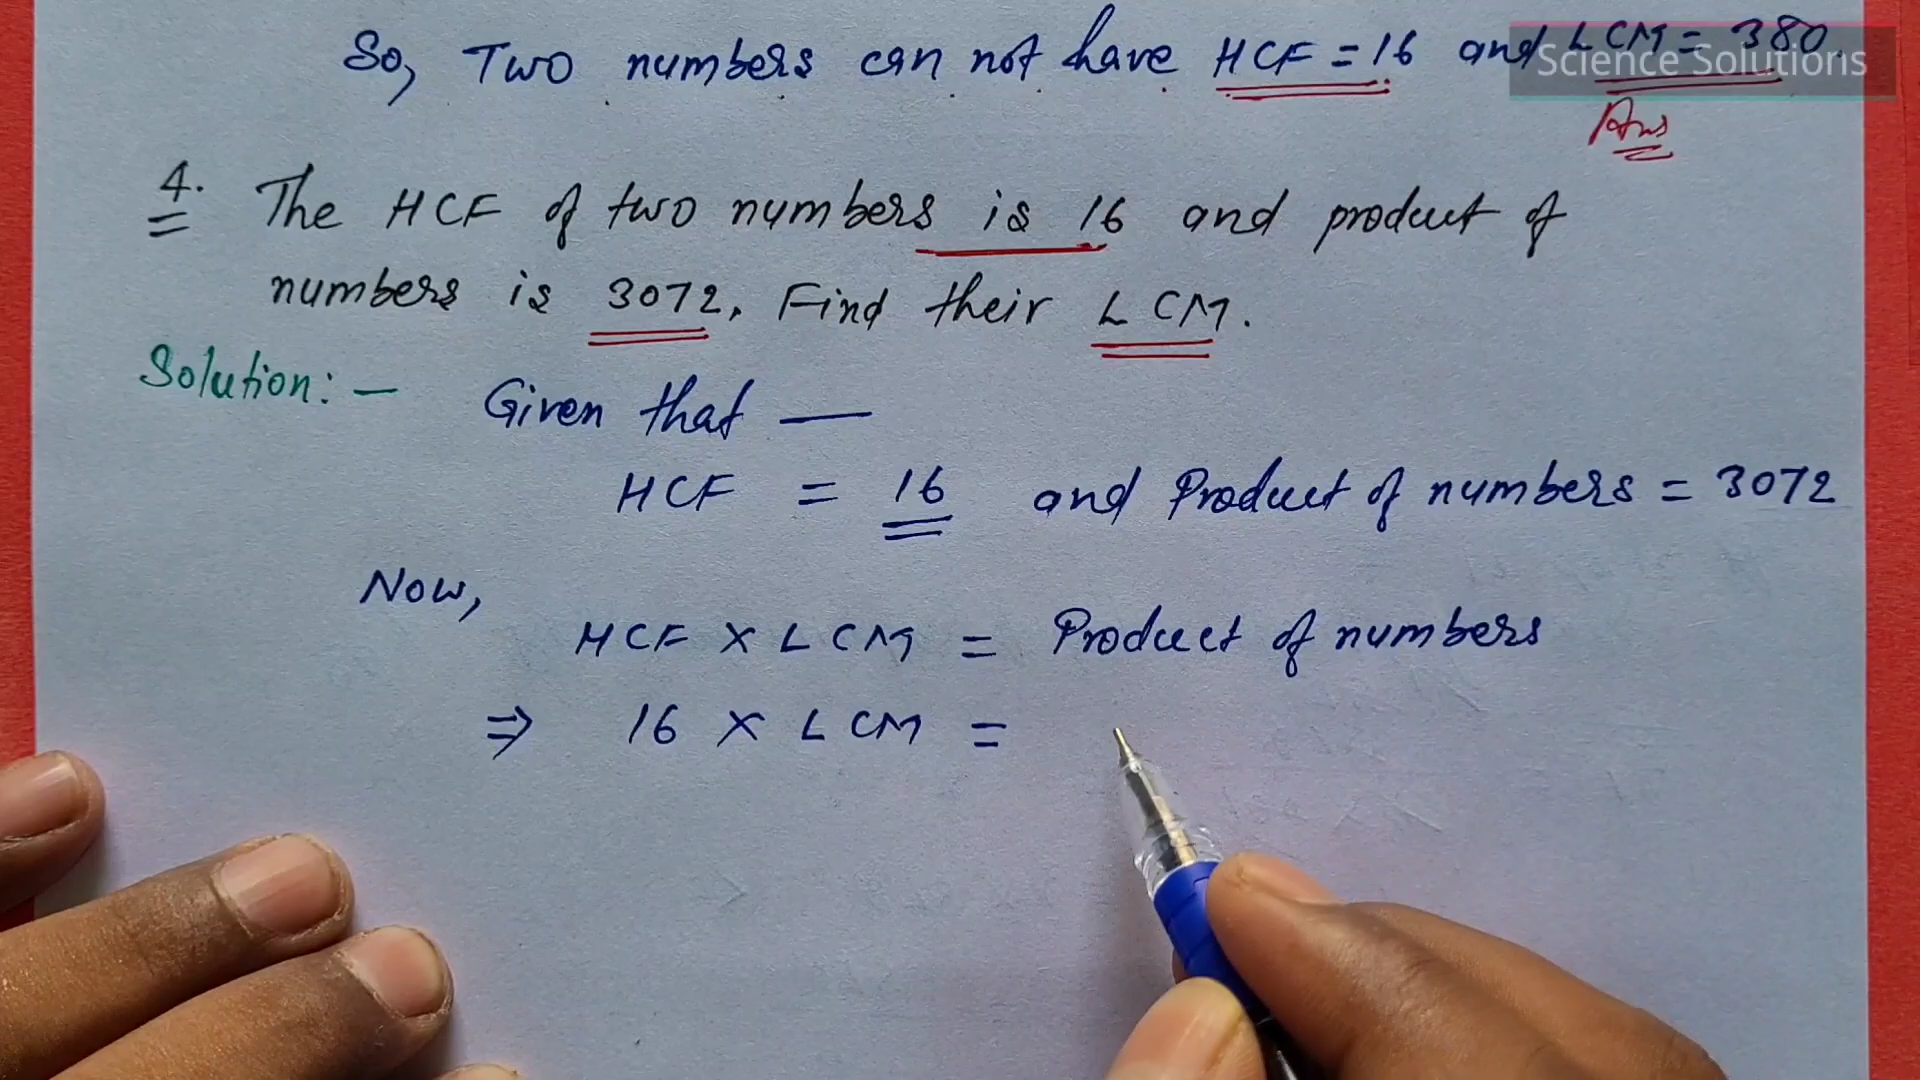 So, Two numbers can not have HCF = 16 and LCM = 380.
Science Solutions
Ans
4. The HCF of two numbers is 16 and product of
numbers is 3072. Find their LCM.
Solution:—
Given that —
HCF = 16 and Product of numbers = 3072
Now,
HCF X LCM = Product of numbers
⇒ 16 X LCM =